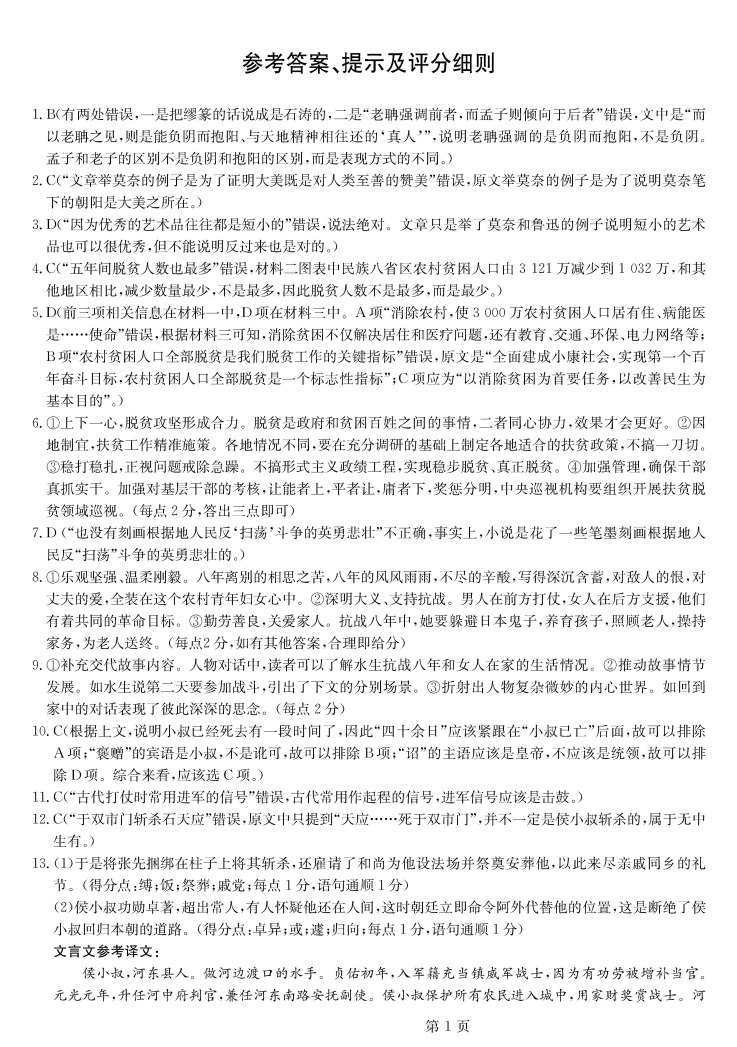 参考答案、提示及评分细则
1. B(有两处错误,一是把缪篆的话说成是石涛的,二是“老聃强调前者,而孟子则倾向于后者”错误,文中是“而
以老聃之见,则是能负阴而抱阳、与天地精神相往还的‘真人’”,说明老聃强调的是负阴而抱阳,不是负阴。
孟子和老子的区别不是负阴和抱阳的区别,而是表现方式的不同。)
2. C(“文章举莫奈的例子是为了证明大美既是对人类至善的赞美”错误,原文举莫奈的例子是为了说明莫奈笔
下的朝阳是大美之所在。)
3. D(“因为优秀的艺术品往往都是短小的”错误,说法绝对。文章只是举了莫奈和鲁迅的例子说明短小的艺术
品也可以很优秀,但不能说明反过来也是对的。)
4. C(“五年间脱贫人数也最多”错误,材料二图表中民族八省区农村贫困人口由 3 121 万减少到 1 032 万,和其
他地区相比,减少数量最少,不是最多,因此脱贫人数不是最多,而是最少。)
5. D(前三项相关信息在材料一中,D项在材料三中。A项“消除农村,使 3 000 万农村贫困人口居有住、病能医
是……使命”错误,根据材料三可知,消除贫困不仅解决居住和医疗问题,还有教育、交通、环保、电力网络等;
B项“农村贫困人口全部脱贫是我们脱贫工作的关键指标”错误,原文是“全面建成小康社会,实现第一个百
年奋斗目标,农村贫困人口全部脱贫是一个标志性指标”;C项应为“以消除贫困为首要任务,以改善民生为
基本目的”。)
6. ①上下一心,脱贫攻坚形成合力。脱贫是政府和贫困百姓之间的事情,二者同心协力,效果才会更好。②因
地制宜,扶贫工作精准施策。各地情况不同,要在充分调研的基础上制定各地适合的扶贫政策,不搞一刀切。
③稳打稳扎,正视问题戒除急躁。不搞形式主义政绩工程,实现稳步脱贫、真正脱贫。④加强管理,确保干部
真抓实干。加强对基层干部的考核,让能者上,平者让,庸者下,奖惩分明,中央巡视机构要组织开展扶贫脱
贫领域巡视。(每点 2 分,答出三点即可)
7. D (“也没有刻画根据地人民反‘扫荡’斗争的英勇悲壮”不正确,事实上,小说是花了一些笔墨刻画根据地人
民反“扫荡”斗争的英勇悲壮的。)
8. ①乐观坚强、温柔刚毅。八年离别的相思之苦,八年的风风雨雨,不尽的辛酸,写得深沉含蓄,对敌人的恨,对
丈夫的爱,全装在这个农村青年妇女心中。②深明大义、支持抗战。男人在前方打仗,女人在后方支援,他们
有着共同的革命目标。③勤劳善良,关爱家人。抗战八年中,她要躲避日本鬼子,养育孩子,照顾老人,操持
家务,为老人送终。(每点2 分,如有其他答案,合理即给分)
9. ①补充交代故事内容。人物对话中,读者可以了解水生抗战八年和女人在家的生活情况。②推动故事情节
发展。如水生说第二天要参加战斗,引出了下文的分别场景。③折射出人物复杂微妙的内心世界。如回到
家中的对话表现了彼此深深的思念。(每点 2 分)
10. C(根据上文,说明小叔已经死去有一段时间了,因此“四十余日”应该紧跟在“小叔已亡”后面,故可以排除
A项;“褒赠”的宾语是小叔,不是讹可,故可以排除 B项;“诏”的主语应该是皇帝,不应该是统领,故可以排
除 D 项。综合来看,应该选 C 项。)
11. C(“古代打仗时常用进军的信号”错误,古代常用作起程的信号,进军信号应该是击鼓。)
12. C(“于双市门斩杀石天应”错误,原文中只提到“天应……死于双市门”,并不一定是侯小叔斩杀的,属于无中
生有。)
13. (1)于是将张先捆绑在柱子上将其斩杀,还雇请了和尚为他设法场并祭奠安葬他,以此来尽亲戚同乡的礼
节。(得分点:缚;饭;祭葬;戚党;每点 1 分,语句通顺 1 分)
(2)侯小叔功勋卓著,超出常人,有人怀疑他还在人间,这时朝廷立即命令阿外代替他的位置,这是断绝了侯
小叔回归本朝的道路。(得分点:卓异;或;遽;归向;每点 1 分,语句通顺 1 分)
文言文参考译文:
侯小叔,河东县人。做河边渡口的水手。贞佑初年,入军籍充当镇威军战士,因为有功劳被增补当官。
元光元年,升任河中府判官,兼任河东南路安抚副使。侯小叔保护所有农民进入城中,用家财奖赏战士。河
第 1 页